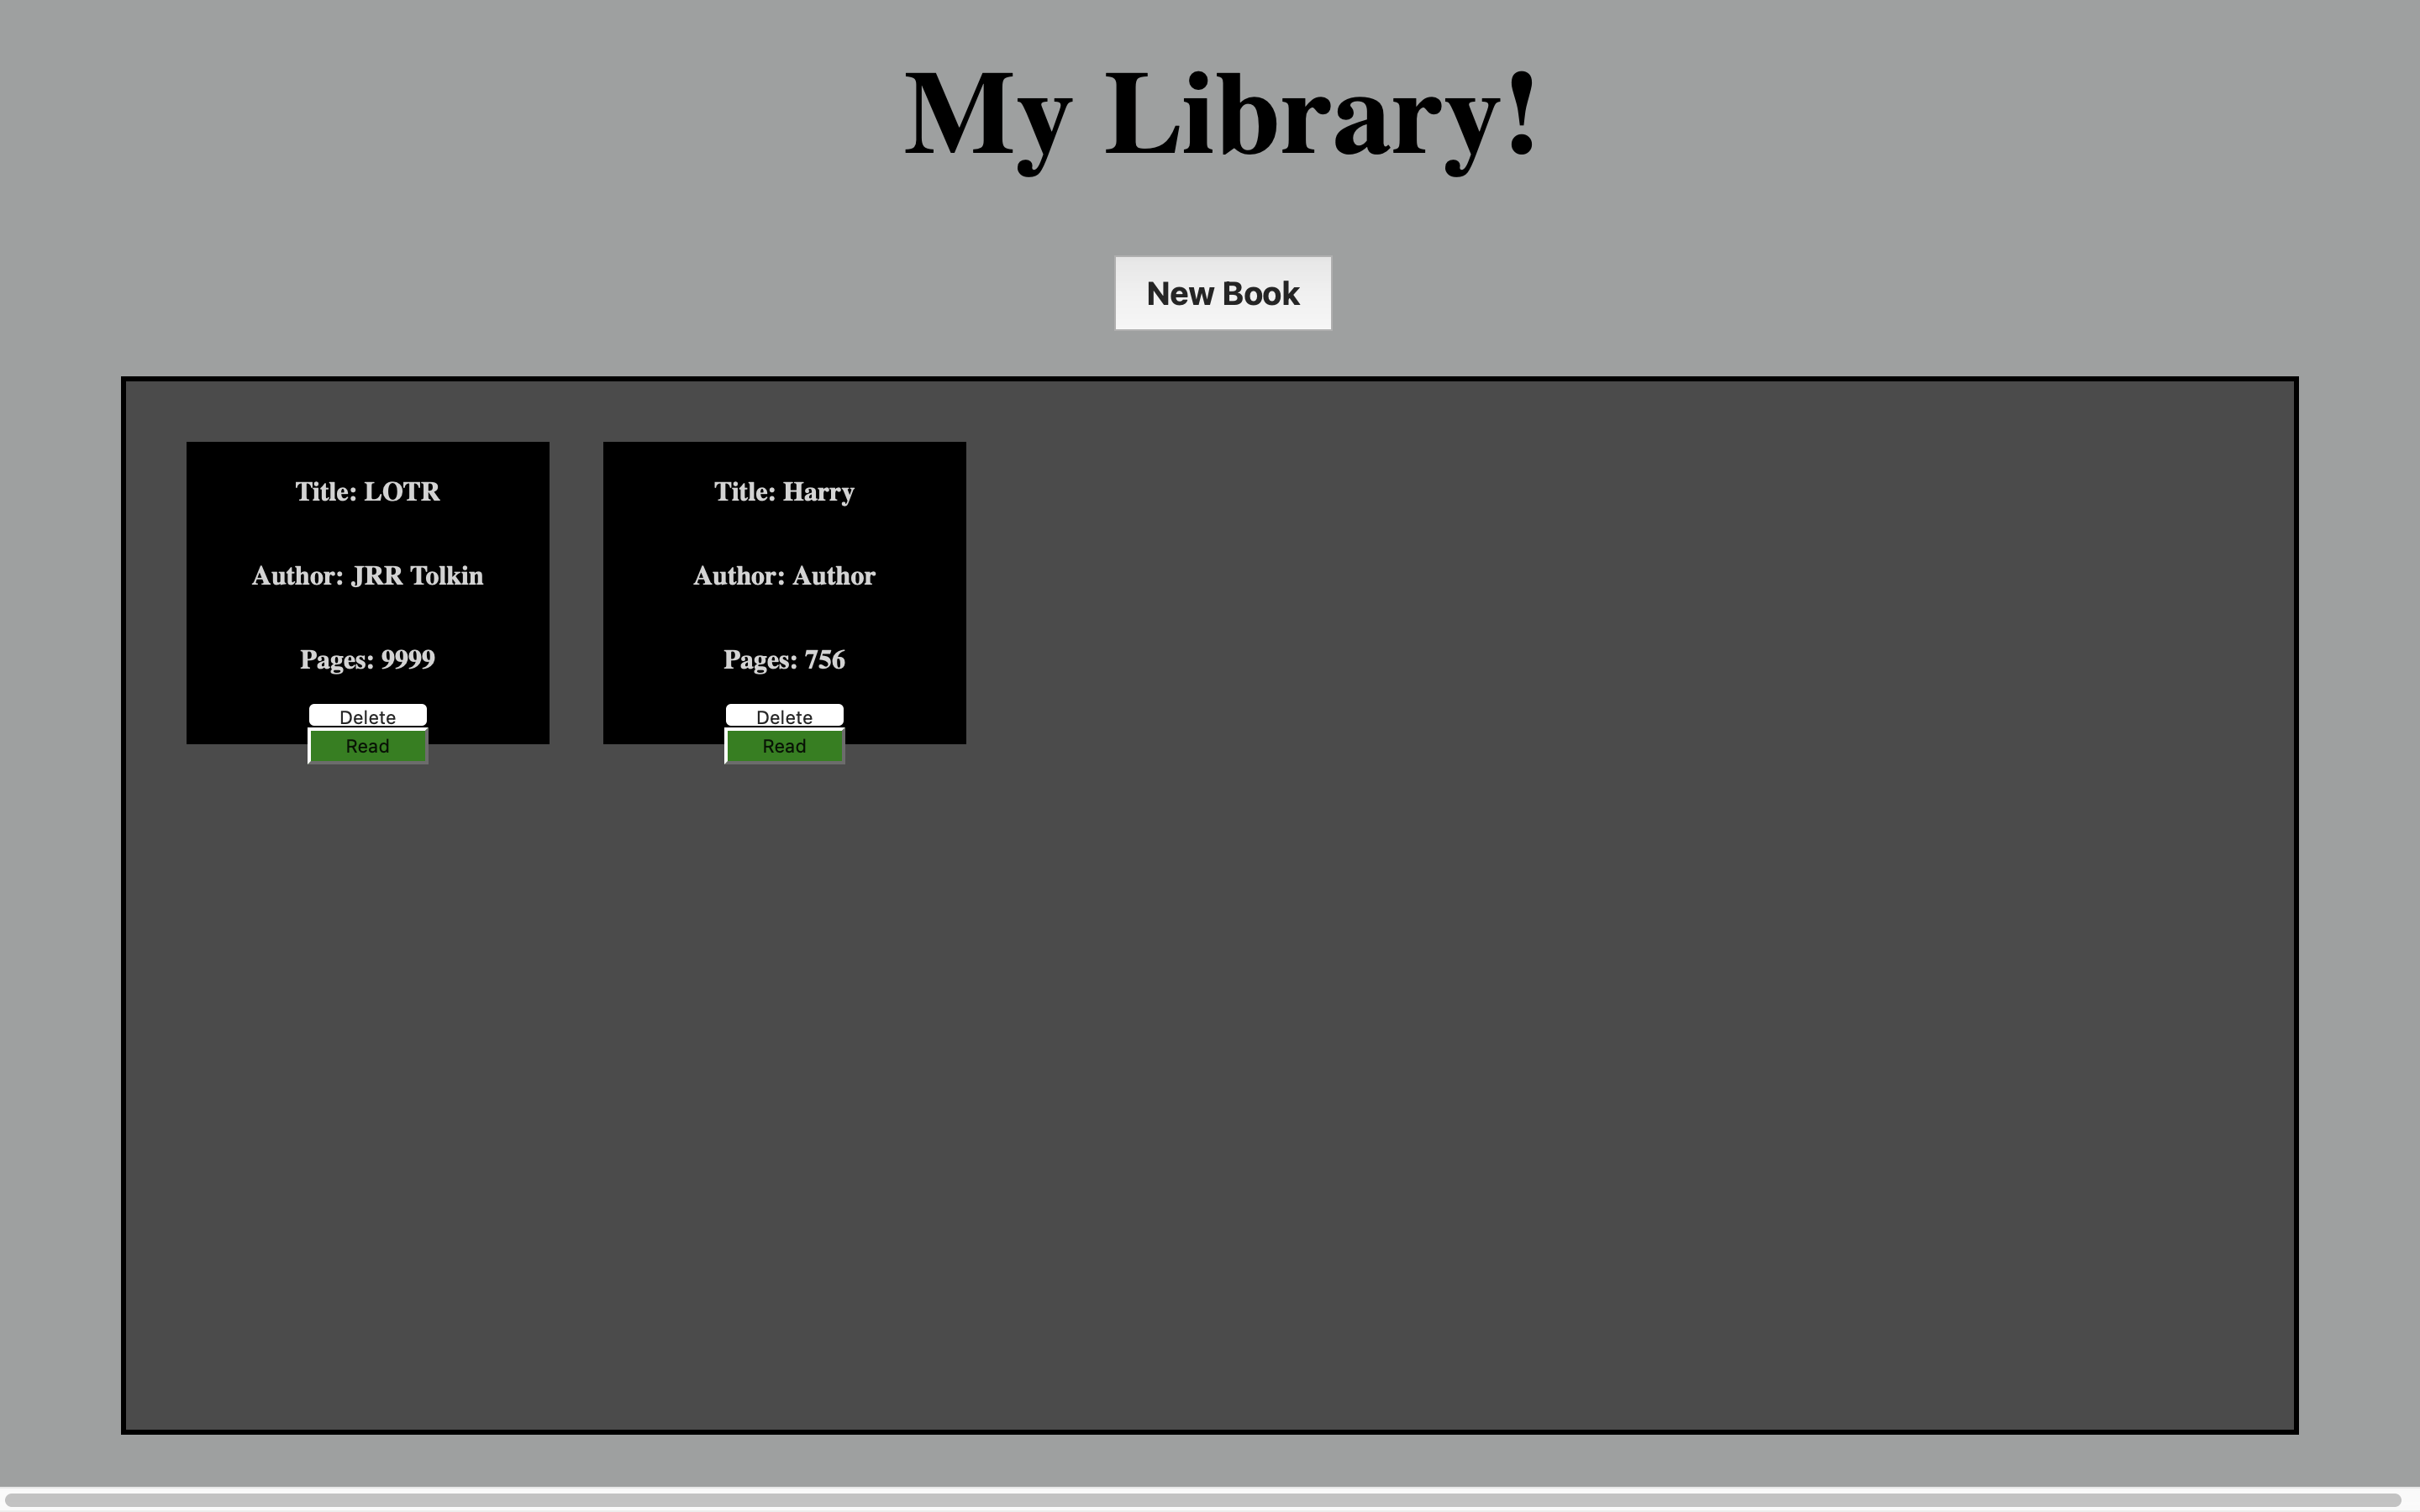 My Library!
New Book
Title: LOTR
Author: JRR Tolkin
Pages: 9999
Delete
Read
Title: Harry
Author: Author
Pages: 756
Delete
Read